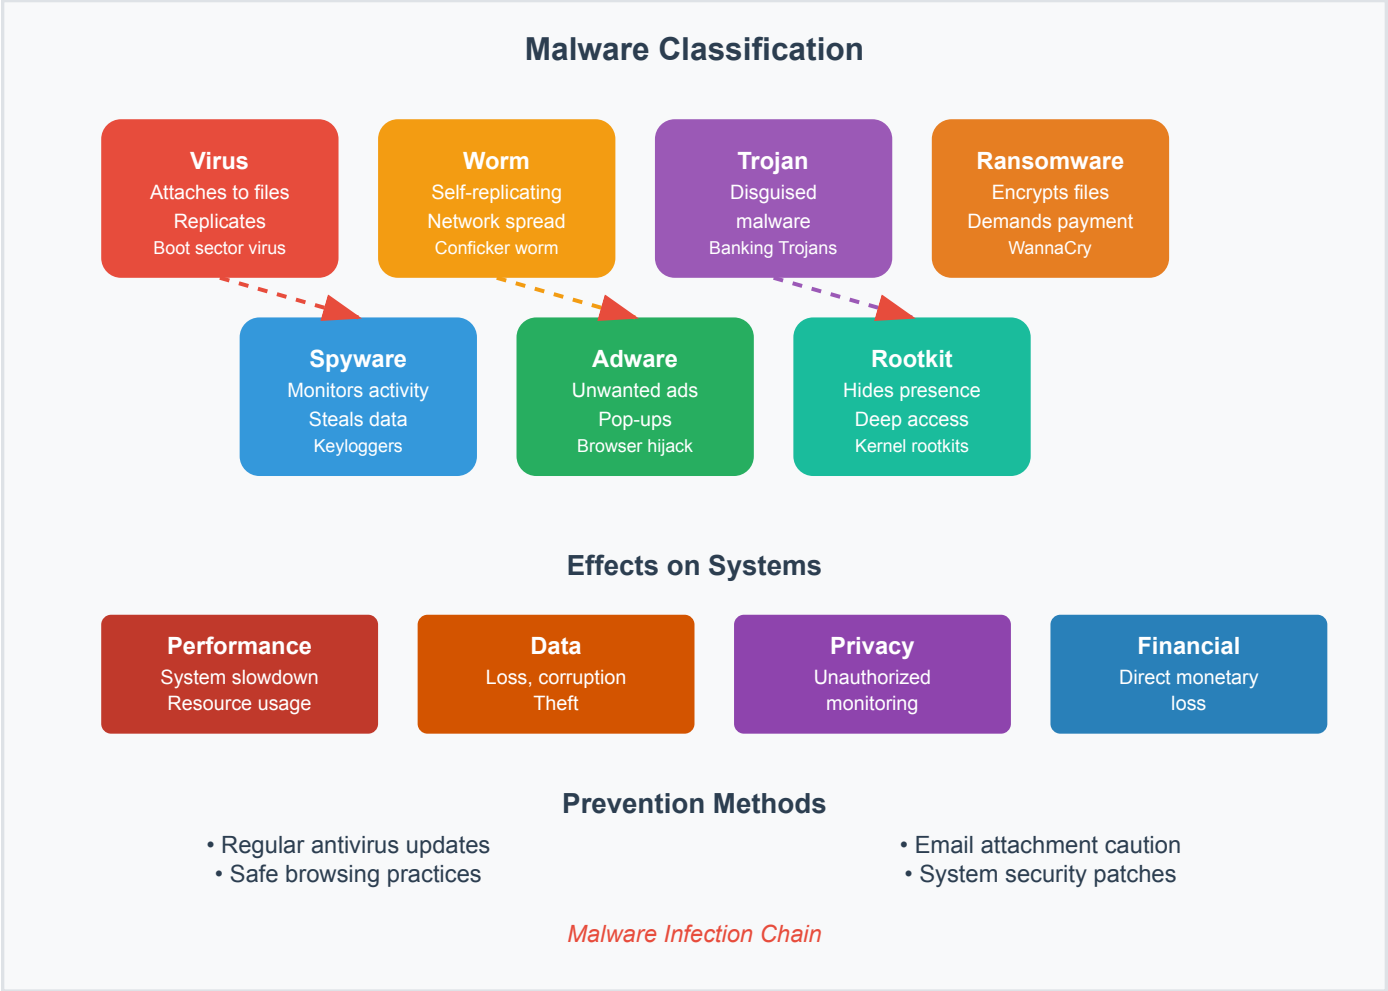 Malware Classification
Virus
Attaches to files
Replicates
Boot sector virus
Worm
Self-replicating
Network spread
Conficker worm
Trojan
Disguised
malware
Banking Trojans
Ransomware
Encrypts files
Demands payment
WannaCry
Spyware
Monitors activity
Steals data
Keyloggers
Adware
Unwanted ads
Pop-ups
Browser hijack
Rootkit
Hides presence
Deep access
Kernel rootkits
Effects on Systems
Performance
System slowdown
Resource usage
Data
Loss, corruption
Theft
Privacy
Unauthorized
monitoring
Financial
Direct monetary
loss
Prevention Methods
• Regular antivirus updates
• Safe browsing practices
• Email attachment caution
• System security patches
Malware Infection Chain